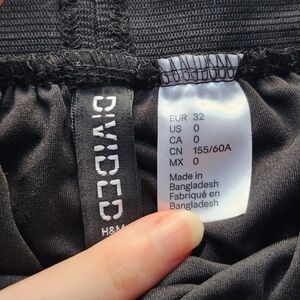 DIVIDED
H&M
EUR 32
US 0
CA 0
CN 155/60A
MX 0
Made in
Bangladesh
Fabriqué en
Bangladesh